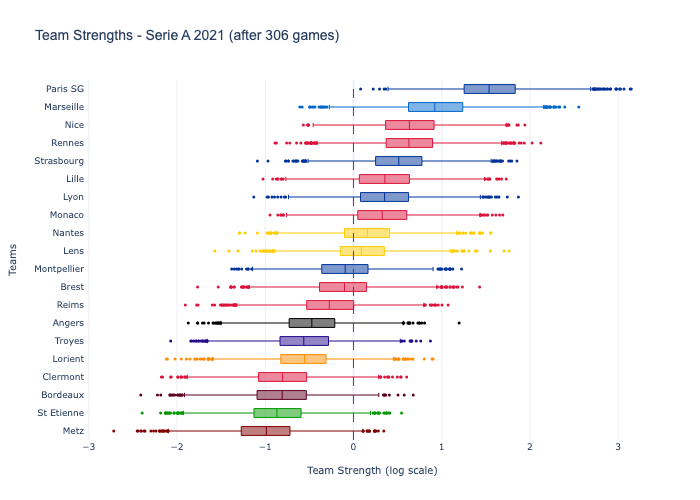 Team Strengths - Serie A 2021 (after 306 games)
Paris SG
Marseille
Nice
Rennes
Strasbourg
Lille
Lyon
Monaco
Nantes
Lens
Montpellier
Brest
Reims
Angers
Troyes
Lorient
Clermont
Bordeaux
St Etienne
Metz
Teams
−3 −2 −1 0 1 2 3
Team Strength (log scale)